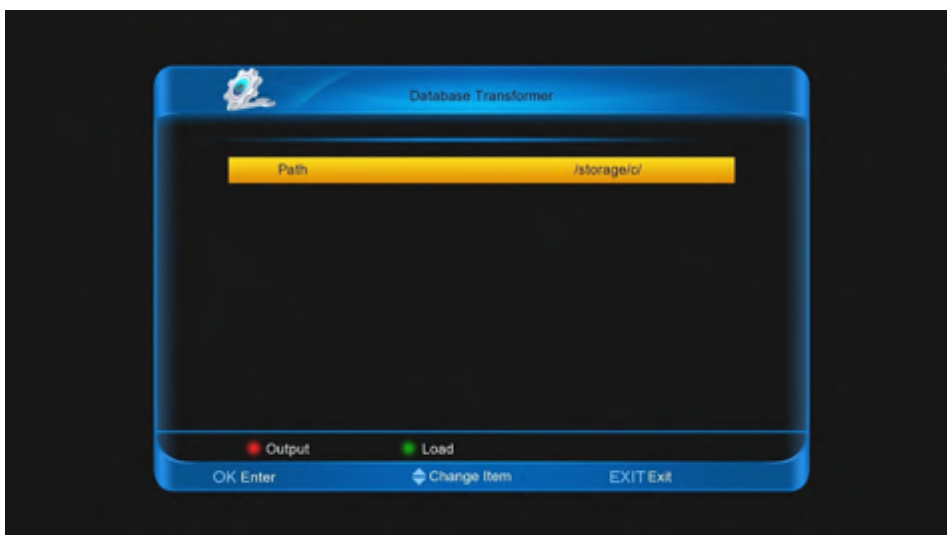 Database Transformer
Path /storage/c/
Output Load
OK Enter Change Item EXIT Exit